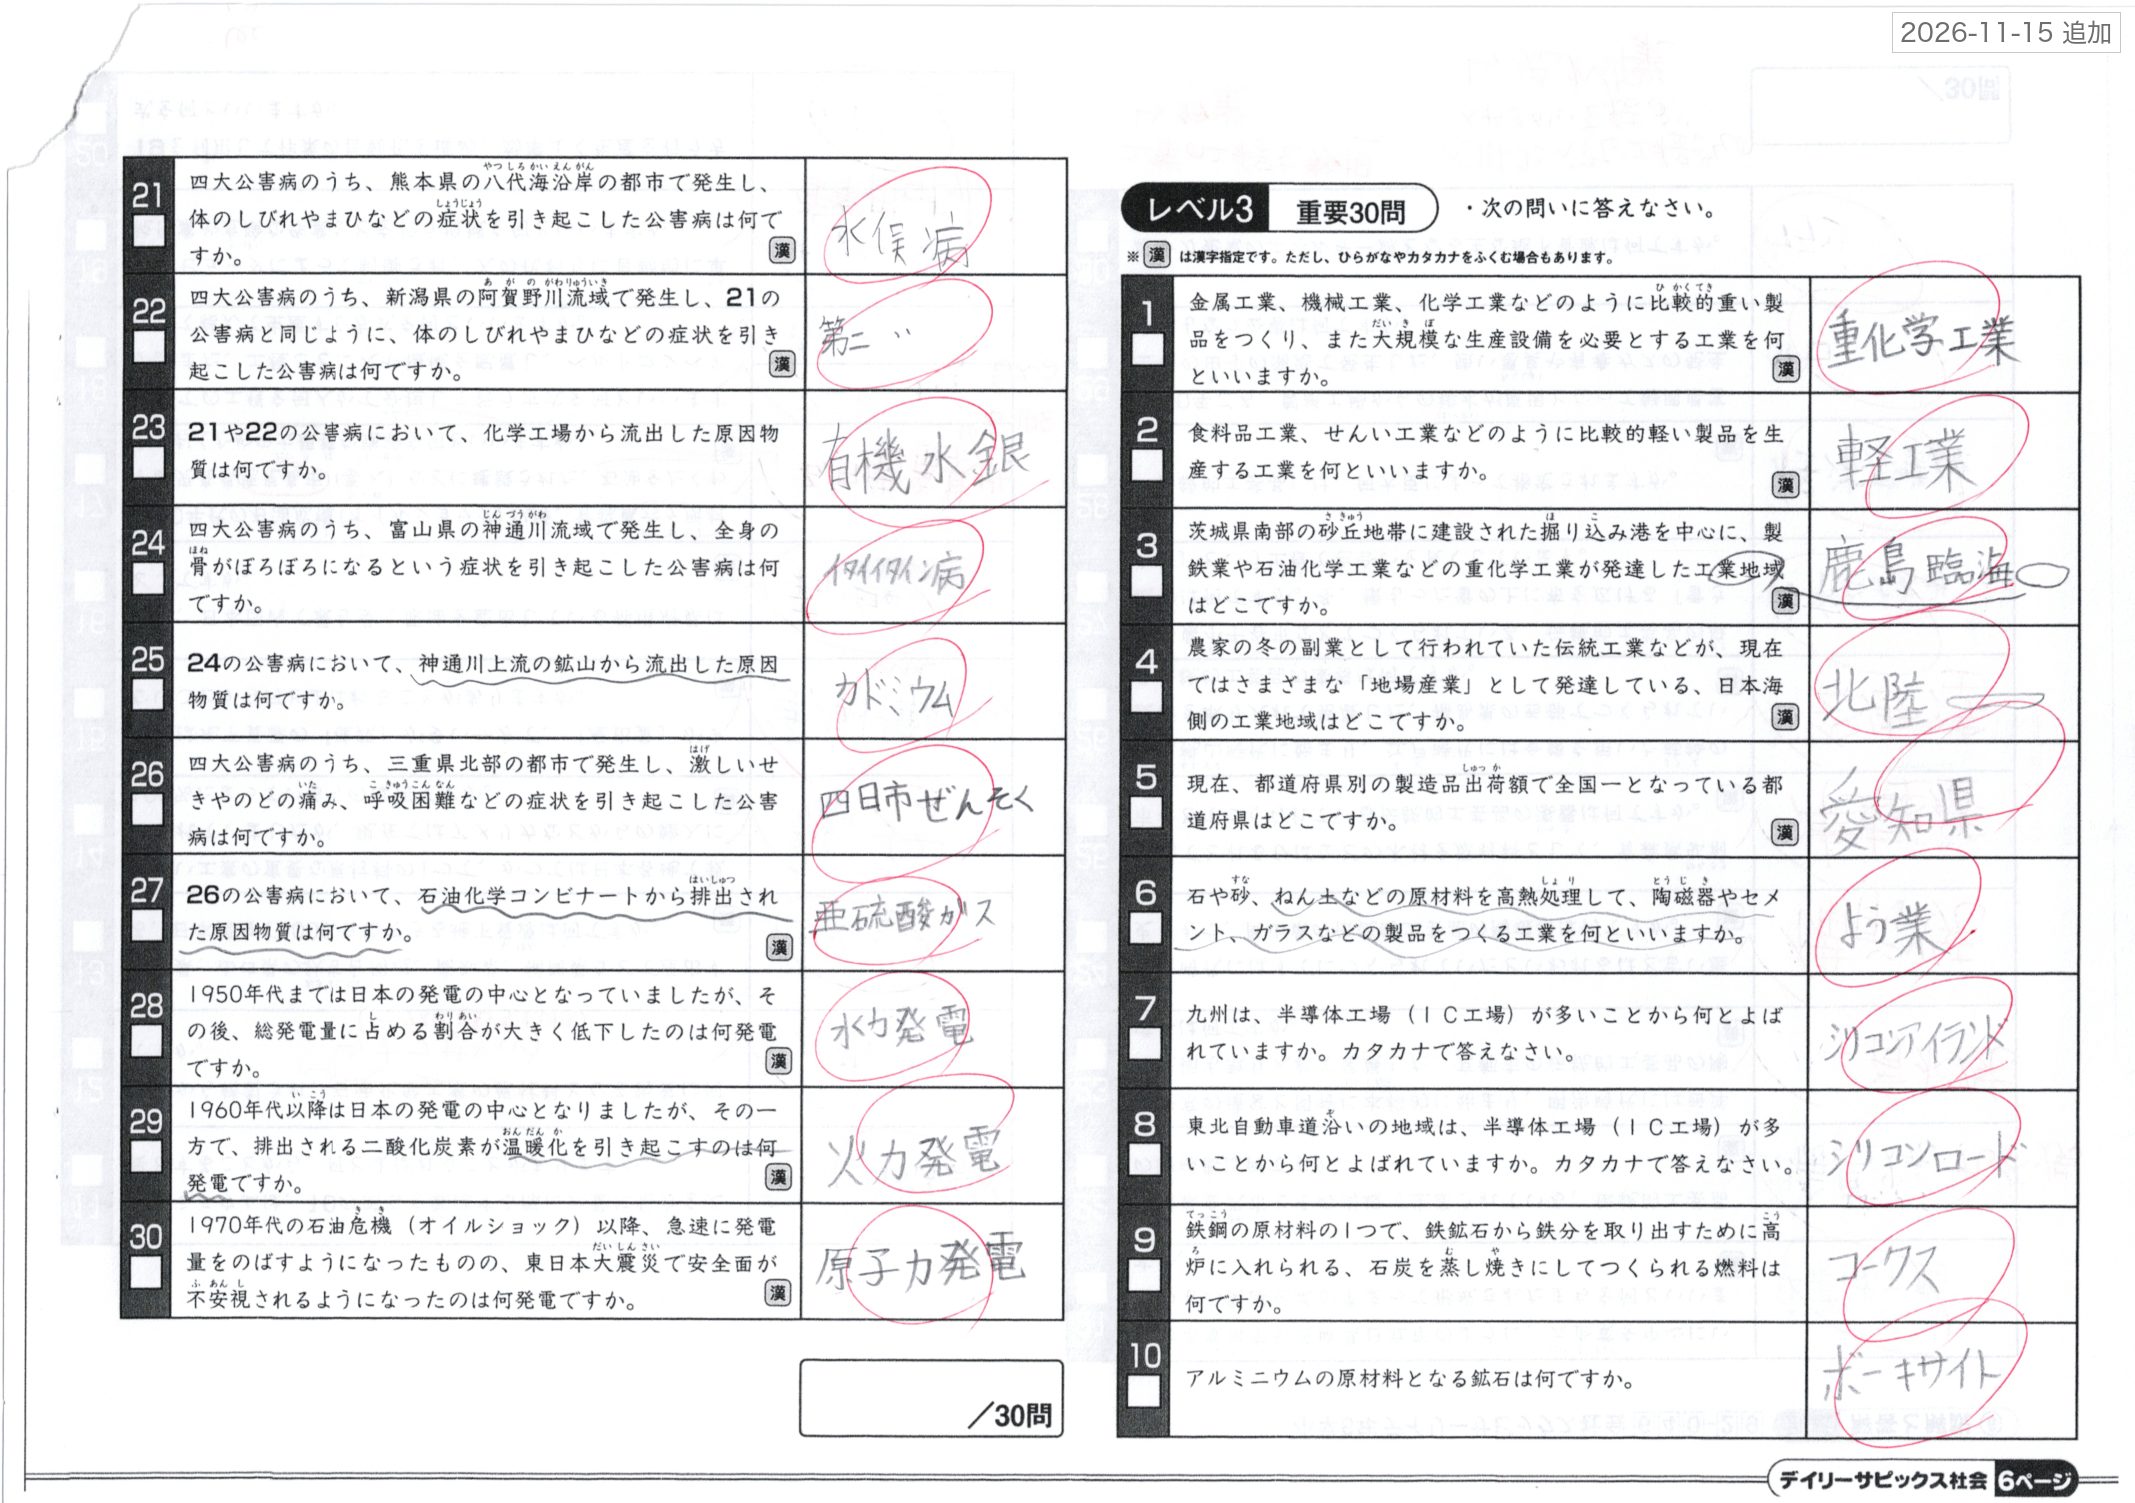 2026-11-15 追加
21
四大公害病のうち、熊本県の八代海沿岸の都市で発生し、
体のしびれやまひなどの症状を引き起こした公害病は何で
すか。
漢
水俣病
22
四大公害病のうち、新潟県の阿賀野川流域で発生し、21の
公害病と同じように、体のしびれやまひなどの症状を引き
起こした公害病は何ですか。
漢
第二 〃
23
21や22の公害病において、化学工場から流出した原因物
質は何ですか。
有機水銀
24
四大公害病のうち、富山県の神通川流域で発生し、全身の
骨がぼろぼろになるという症状を引き起こした公害病は何
ですか。
イタイイタイ病
25
24の公害病において、神通川上流の鉱山から流出した原因
物質は何ですか。
カドミウム
26
四大公害病のうち、三重県北部の都市で発生し、激しいせ
きやのどの痛み、呼吸困難などの症状を引き起こした公害
病は何ですか。
四日市ぜんそく
27
26の公害病において、石油化学コンビナートから排出され
た原因物質は何ですか。
漢
亜硫酸ガス
28
1950年代までは日本の発電の中心となっていましたが、そ
の後、総発電量に占める割合が大きく低下したのは何発電
ですか。
漢
水力発電
29
1960年代以降は日本の発電の中心となりましたが、その一
方で、排出される二酸化炭素が温暖化を引き起こすのは何
発電ですか。
漢
火力発電
30
1970年代の石油危機（オイルショック）以降、急速に発電
量をのばすようになったものの、東日本大震災で安全面が
不安視されるようになったのは何発電ですか。
漢
原子力発電
／30問
レベル3 重要30問 ・次の問いに答えなさい。
※漢は漢字指定です。ただし、ひらがなやカタカナをふくむ場合もあります。
1
金属工業、機械工業、化学工業などのように比較的重い製
品をつくり、また大規模な生産設備を必要とする工業を何
といいますか。
漢
重化学工業
2
食料品工業、せんい工業などのように比較的軽い製品を生
産する工業を何といいますか。
漢
軽工業
3
茨城県南部の砂丘地帯に建設された掘り込み港を中心に、製
鉄業や石油化学工業などの重化学工業が発達した工業地域
はどこですか。
漢
鹿島臨海
4
農家の冬の副業として行われていた伝統工業などが、現在
ではさまざまな「地場産業」として発達している、日本海
側の工業地域はどこですか。
漢
北陸
5
現在、都道府県別の製造品出荷額で全国一となっている都
道府県はどこですか。
漢
愛知県
6
石や砂、ねん土などの原材料を高熱処理して、陶磁器やセメ
ント、ガラスなどの製品をつくる工業を何といいますか。
よう業
7
九州は、半導体工場（ＩＣ工場）が多いことから何とよば
れていますか。カタカナで答えなさい。
シリコンアイランド
8
東北自動車道沿いの地域は、半導体工場（ＩＣ工場）が多
いことから何とよばれていますか。カタカナで答えなさい。
シリコンロード
9
鉄鋼の原材料の1つで、鉄鉱石から鉄分を取り出すために高
炉に入れられる、石炭を蒸し焼きにしてつくられる燃料は
何ですか。
コークス
10
アルミニウムの原材料となる鉱石は何ですか。
ボーキサイト
デイリーサピックス社会 6ページ